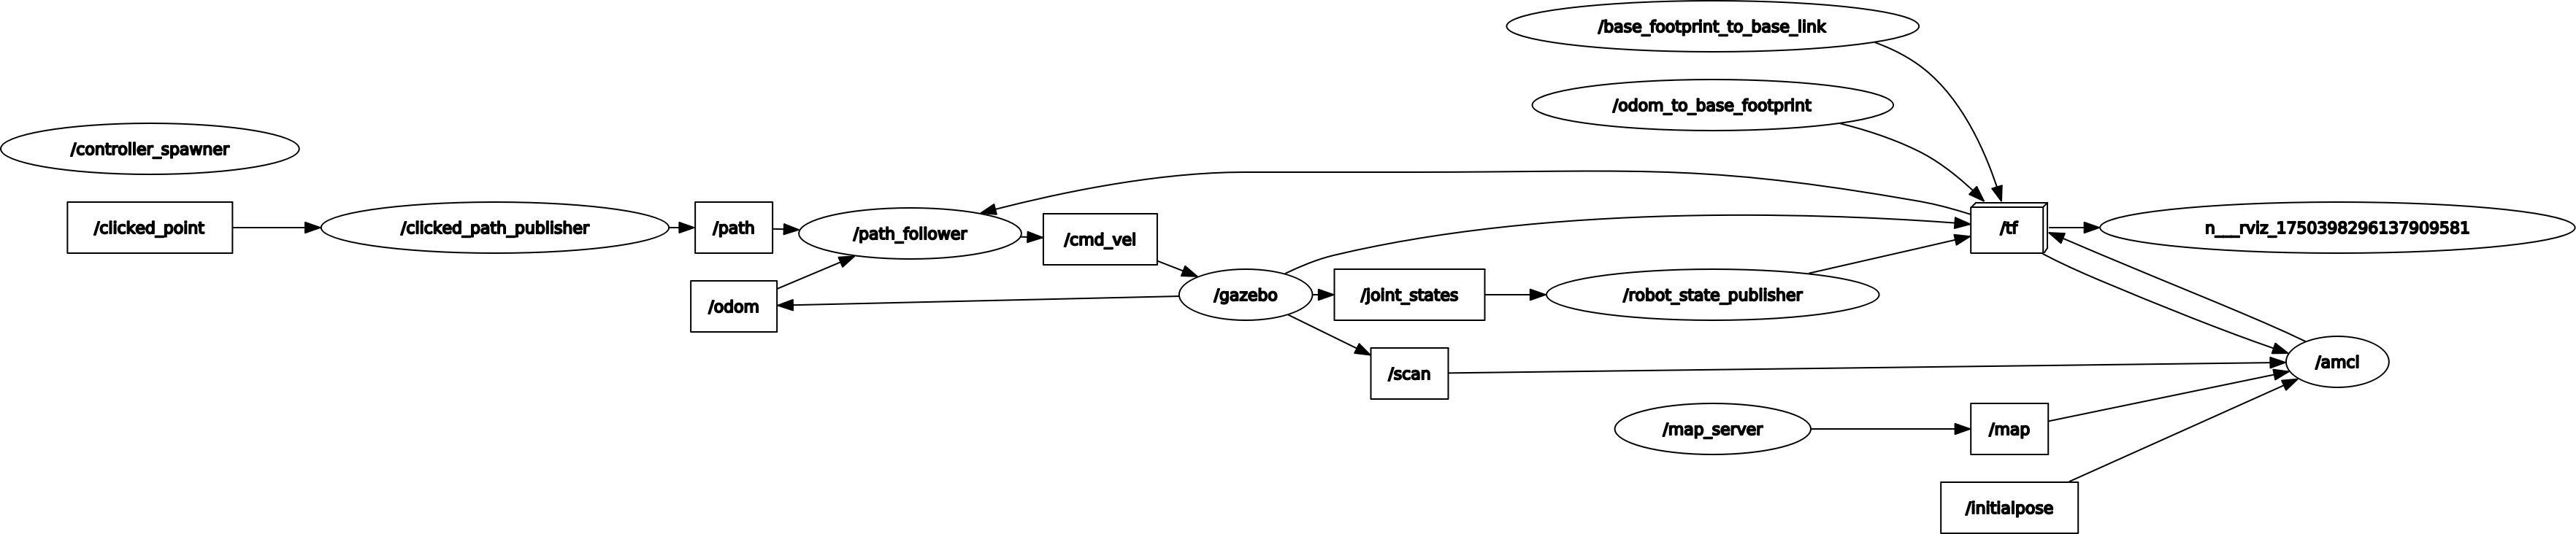 /base_footprint_to_base_link
/odom_to_base_footprint
/controller_spawner
/clicked_point
/clicked_path_publisher
/path
/path_follower
/cmd_vel
/tf
n___rviz_1750398296137909581
/odom
/gazebo
/joint_states
/robot_state_publisher
/scan
/amcl
/map_server
/map
/initialpose